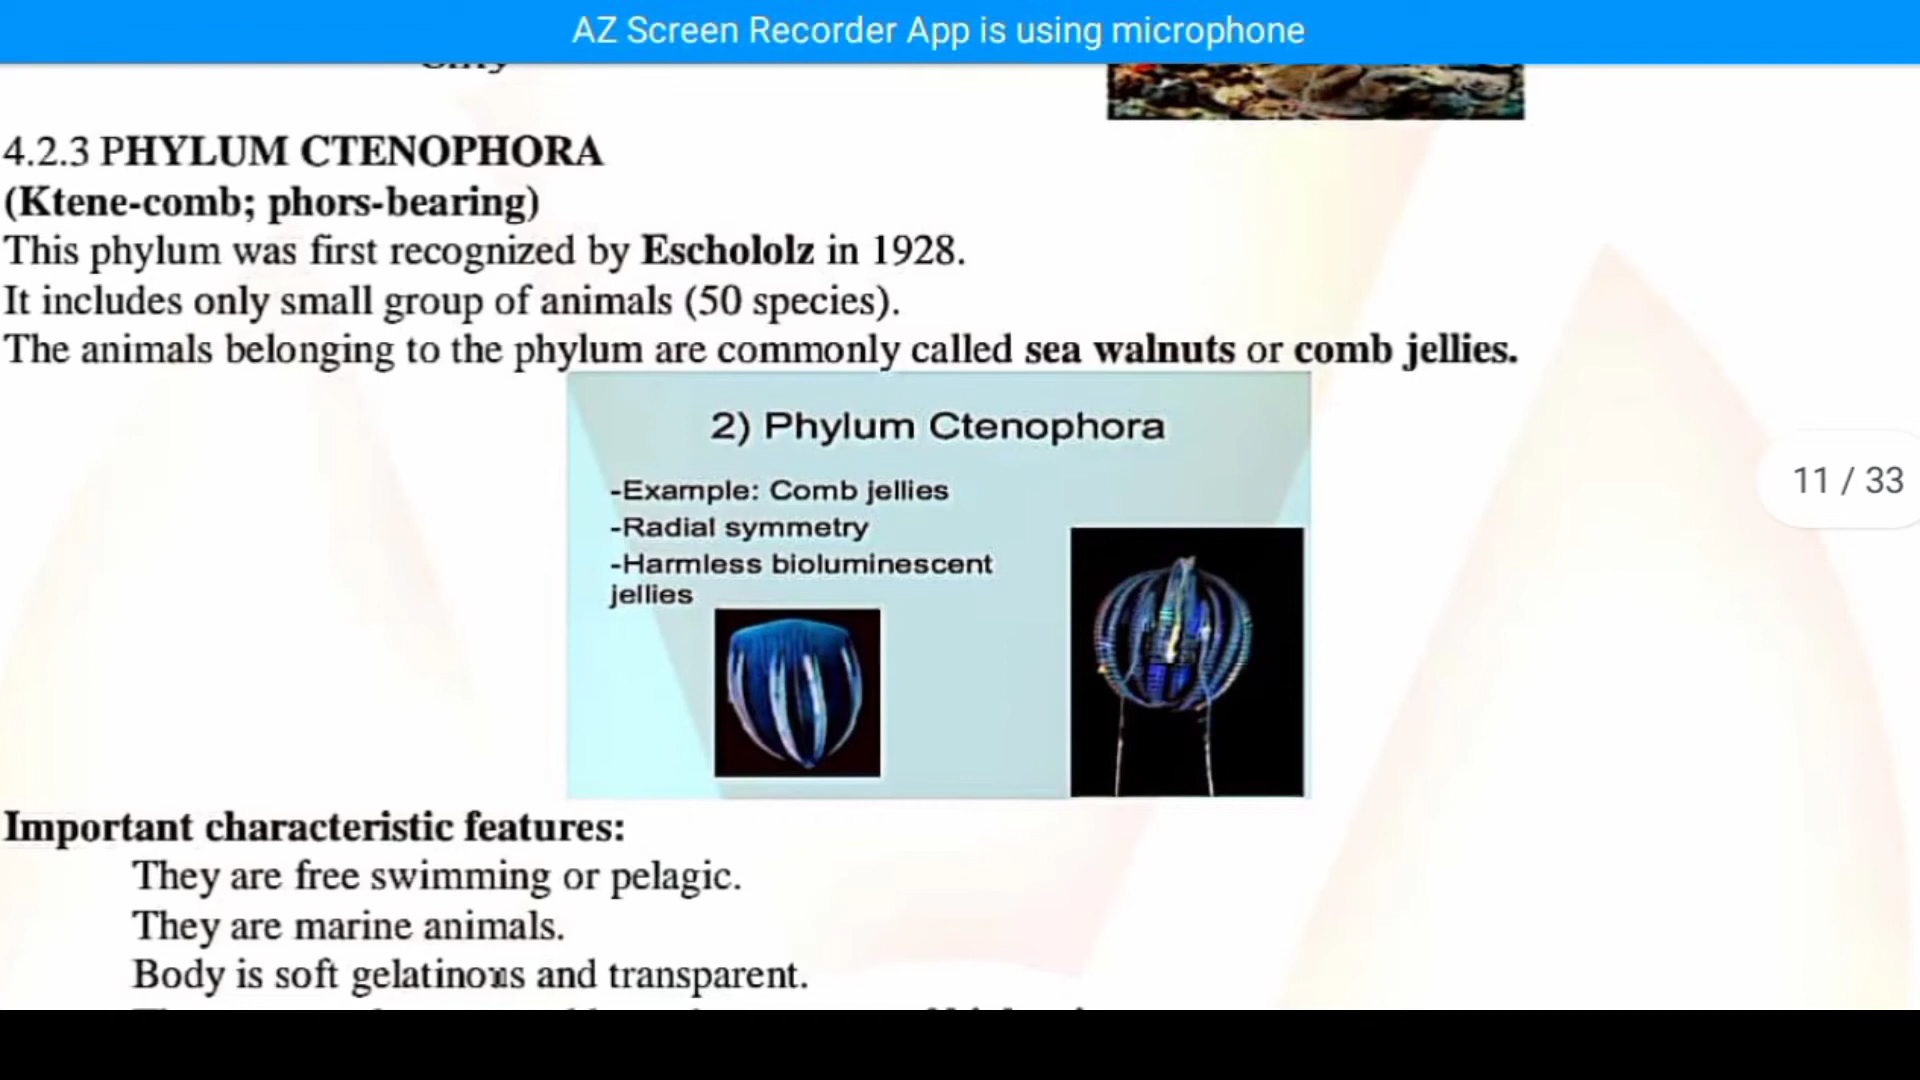 AZ Screen Recorder App is using microphone
4.2.3 PHYLUM CTENOPHORA
(Ktene-comb; phors-bearing)
This phylum was first recognized by Eschololz in 1928.
It includes only small group of animals (50 species).
The animals belonging to the phylum are commonly called sea walnuts or comb jellies.
2) Phylum Ctenophora
-Example: Comb jellies
-Radial symmetry
-Harmless bioluminescent
jellies
11 / 33
Important characteristic features:
They are free swimming or pelagic.
They are marine animals.
Body is soft gelatinous and transparent.